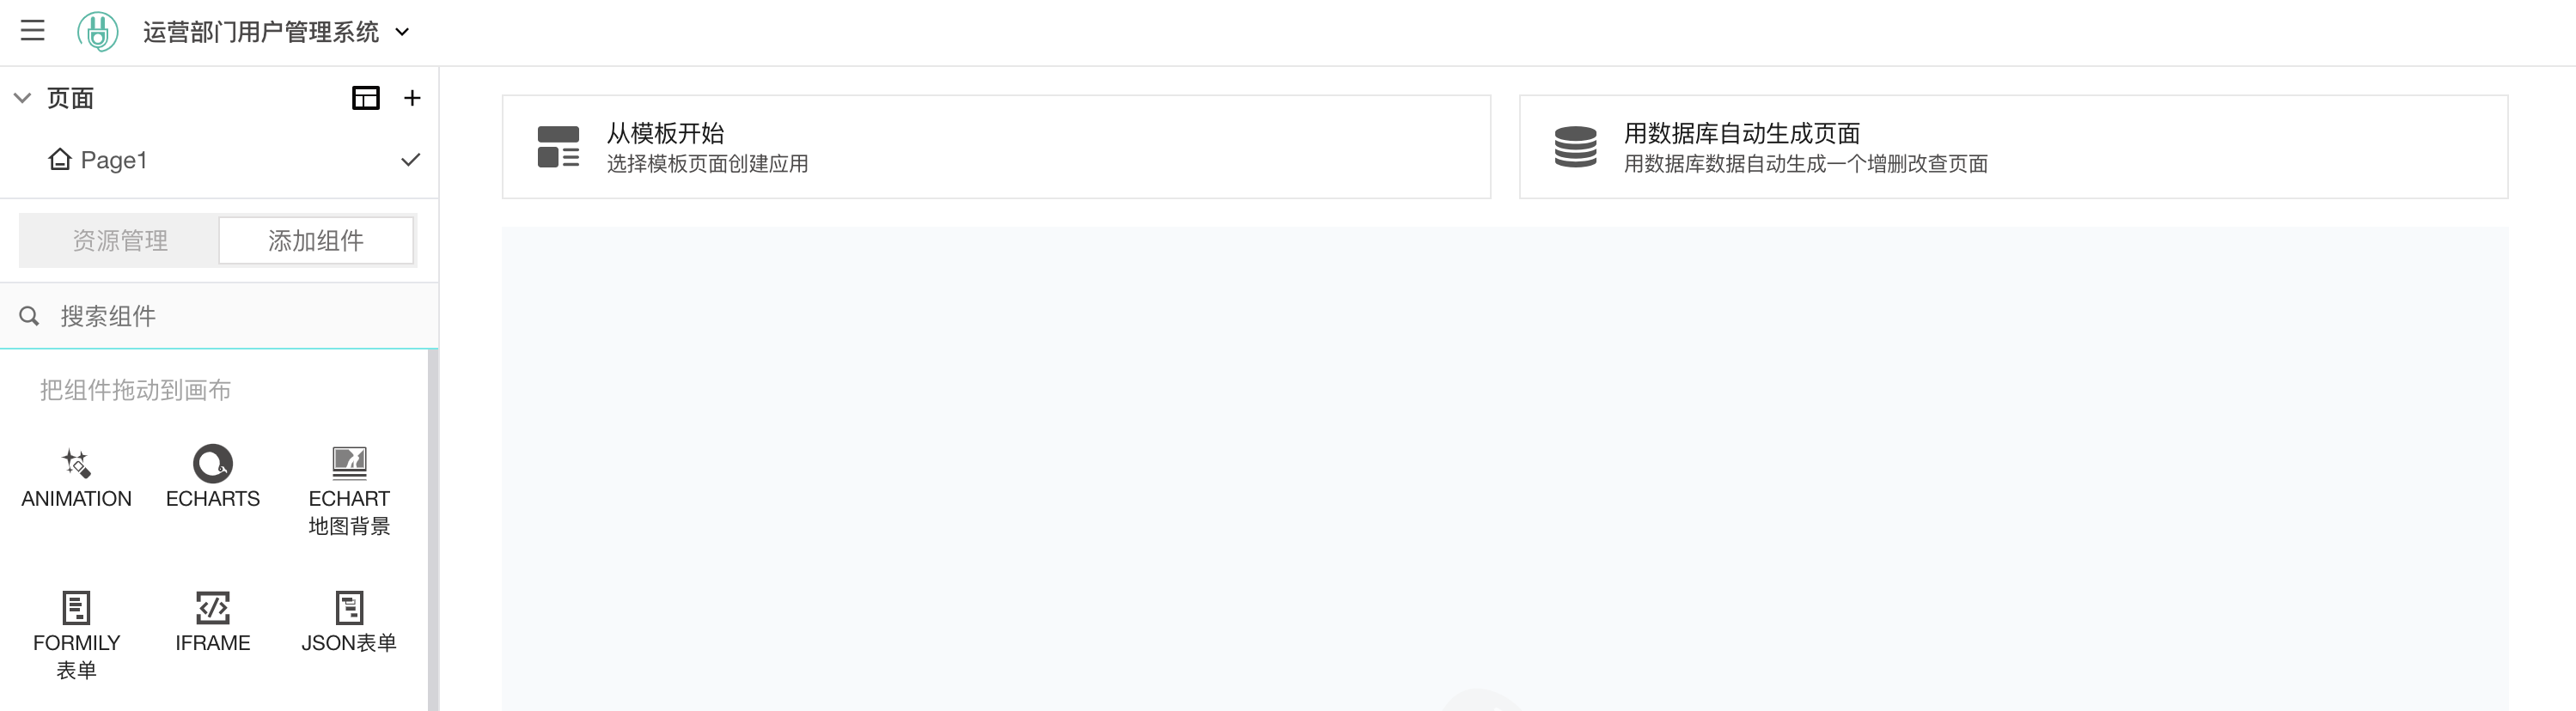 运营部门用户管理系统
页面
Page1
资源管理
添加组件
搜索组件
把组件拖动到画布
ANIMATION
ECHARTS
ECHART
地图背景
FORMILY
表单
IFRAME
JSON表单
从模板开始
选择模板页面创建应用
用数据库自动生成页面
用数据库数据自动生成一个增删改查页面